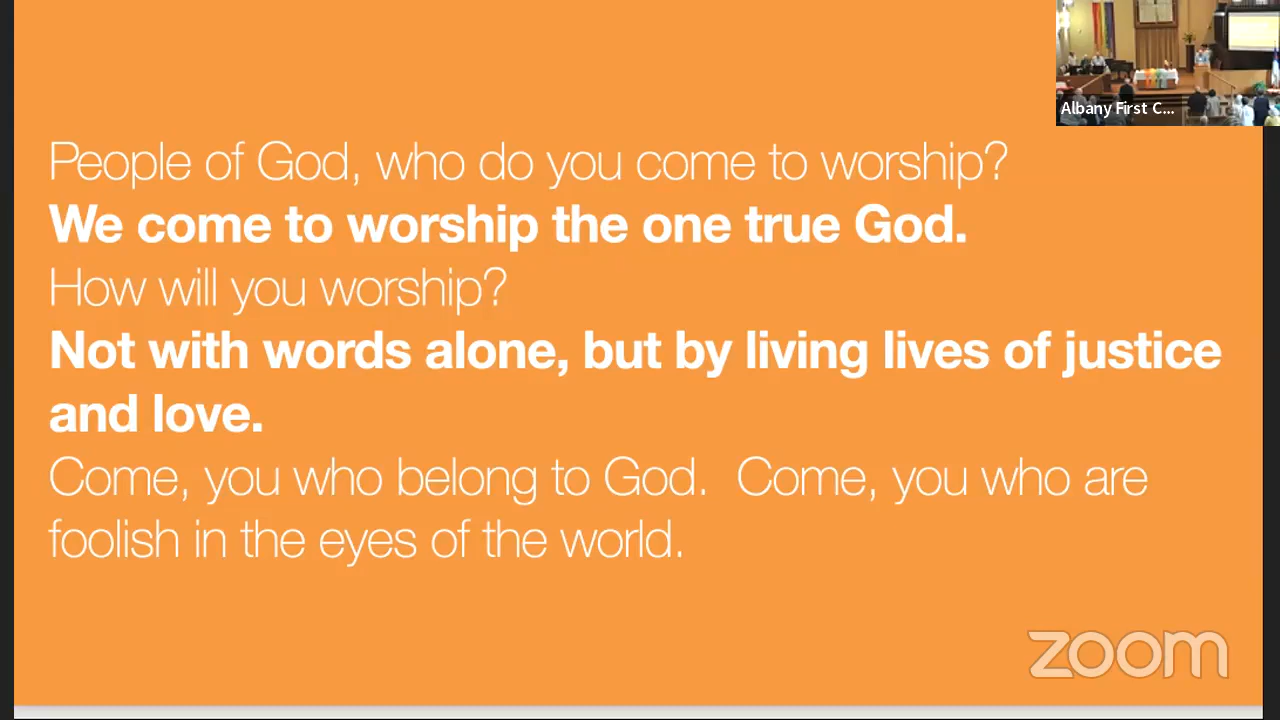 Albany First C...
People of God, who do you come to worship?
We come to worship the one true God.
How will you worship?
Not with words alone, but by living lives of justice
and love.
Come, you who belong to God.  Come, you who are
foolish in the eyes of the world.
zoom